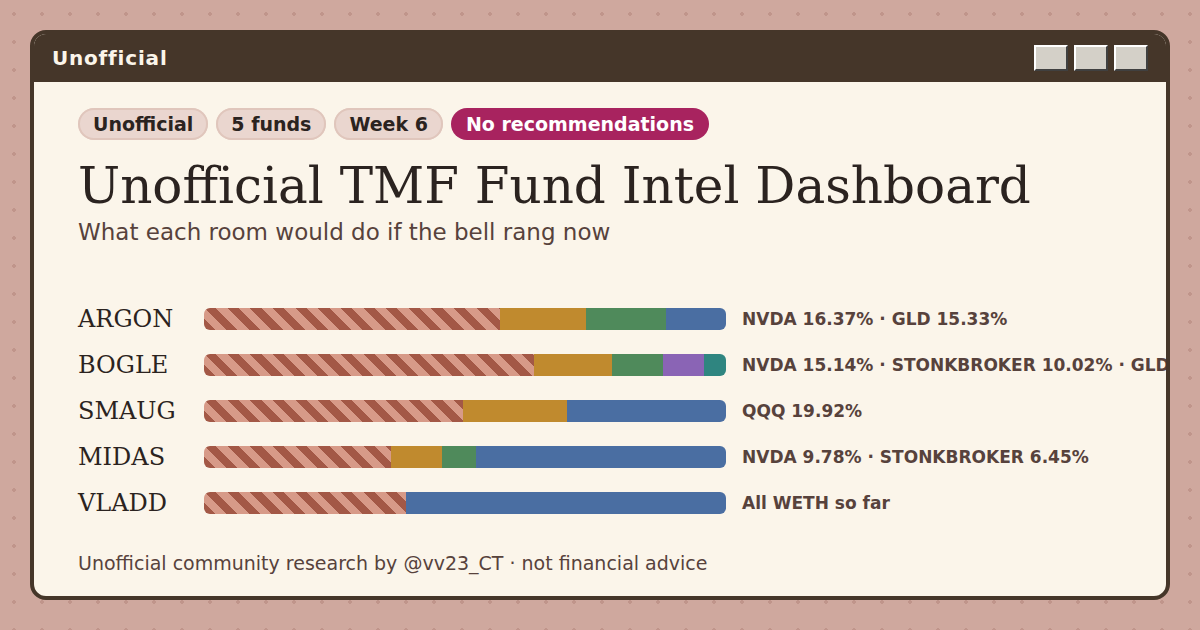 Unofficial
Unofficial 5 funds Week 6 No recommendations
Unofficial TMF Fund Intel Dashboard
What each room would do if the bell rang now
ARGON NVDA 16.37% · GLD 15.33%
BOGLE NVDA 15.14% · STONKBROKER 10.02% · GLD
SMAUG QQQ 19.92%
MIDAS NVDA 9.78% · STONKBROKER 6.45%
VLADD All WETH so far
Unofficial community research by @vv23_CT · not financial advice